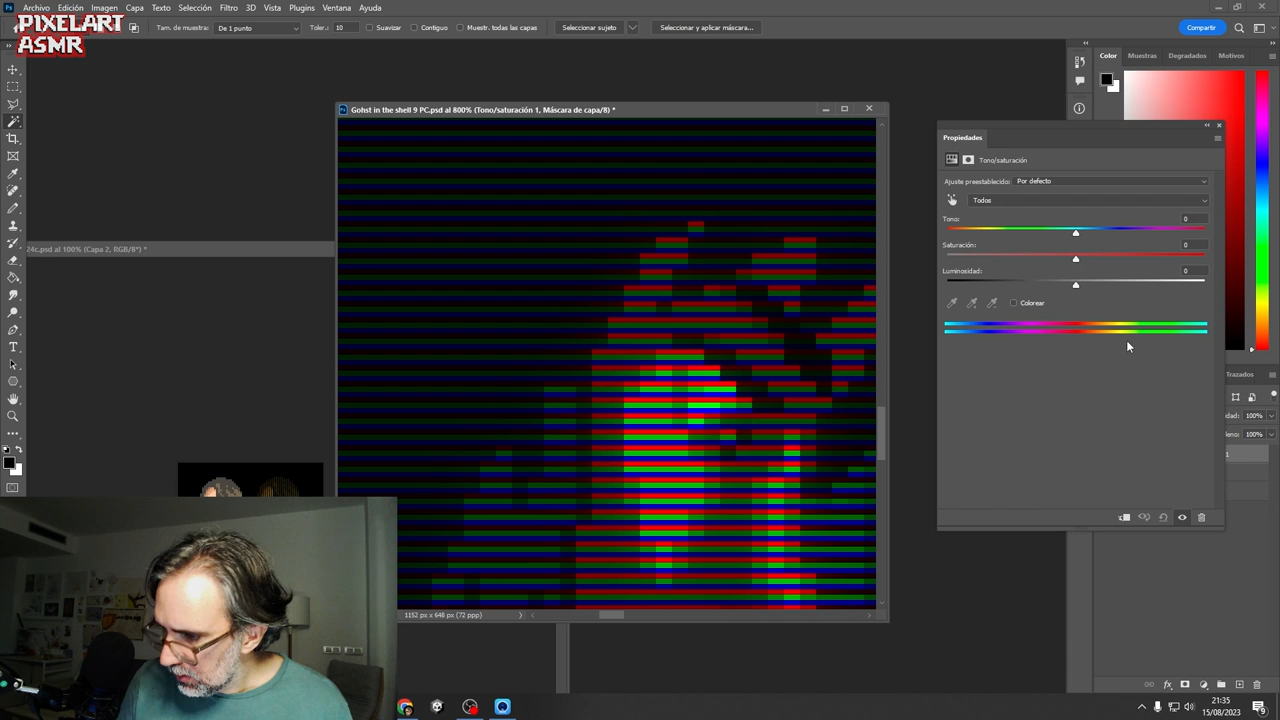 Archivo Edición Imagen Capa Texto Selección Filtro 3D Vista Plugins Ventana Ayuda
PIXELART
ASMR
Tam. de muestra: De 1 punto Toler.: 10 Suavizar Contiguo Muestr. todas las capas Seleccionar sujeto Seleccionar y aplicar máscara... Compartir
Color Muestras Degradados Motivos
Gohst in the shell 9 PC.psd al 800% (Tono/saturación 1, Máscara de capa/8) *
Propiedades
Tono/saturación
Ajuste preestablecido: Por defecto
Todos
Tono: 0
24c.psd al 100% (Capa 2, RGB/8*) *
Saturación: 0
Luminosidad: 0
Colorear
Trazados
100%
100%
1152 px x 648 px (72 ppp)
21:35
15/08/2023